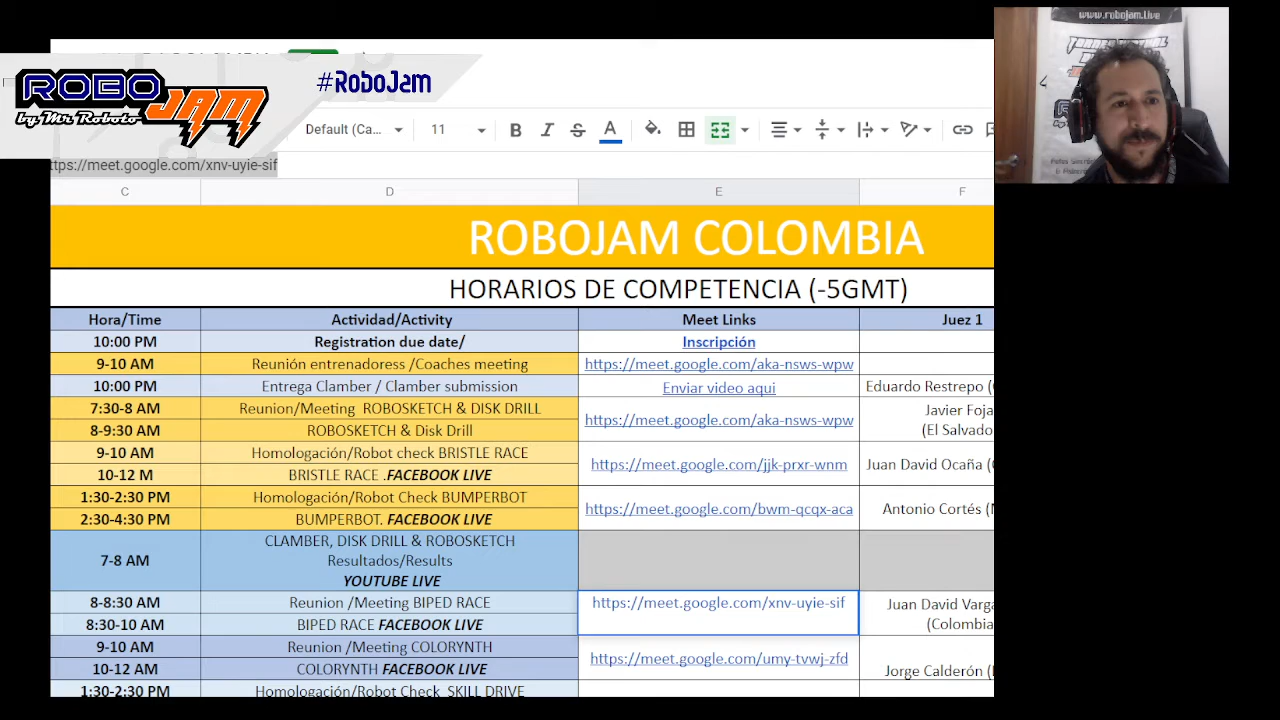 ROBO JAM
by Mr Roboto
#RoboJam
www.robojam.live
Default (Ca... 11 B I S A
ttps://meet.google.com/xnv-uyie-sif
C D E F
ROBOJAM COLOMBIA
HORARIOS DE COMPETENCIA (-5GMT)
Hora/Time Actividad/Activity Meet Links Juez 1
10:00 PM Registration due date/ Inscripción
9-10 AM Reunión entrenadoress /Coaches meeting https://meet.google.com/aka-nsws-wpw
10:00 PM Entrega Clamber / Clamber submission Enviar video aqui Eduardo Restrepo (
7:30-8 AM Reunion/Meeting ROBOSKETCH & DISK DRILL https://meet.google.com/aka-nsws-wpw Javier Foja
8-9:30 AM ROBOSKETCH & Disk Drill (El Salvado
9-10 AM Homologación/Robot check BRISTLE RACE https://meet.google.com/jjk-prxr-wnm Juan David Ocaña (
10-12 M BRISTLE RACE .FACEBOOK LIVE
1:30-2:30 PM Homologación/Robot Check BUMPERBOT https://meet.google.com/bwm-qcqx-aca Antonio Cortés (
2:30-4:30 PM BUMPERBOT. FACEBOOK LIVE
CLAMBER, DISK DRILL & ROBOSKETCH
7-8 AM Resultados/Results
YOUTUBE LIVE
8-8:30 AM Reunion /Meeting BIPED RACE https://meet.google.com/xnv-uyie-sif Juan David Varga
8:30-10 AM BIPED RACE FACEBOOK LIVE (Colombia
9-10 AM Reunion /Meeting COLORYNTH https://meet.google.com/umy-tvwj-zfd
10-12 AM COLORYNTH FACEBOOK LIVE Jorge Calderón (
1:30-2:30 PM Homologación/Robot Check SKILL DRIVE